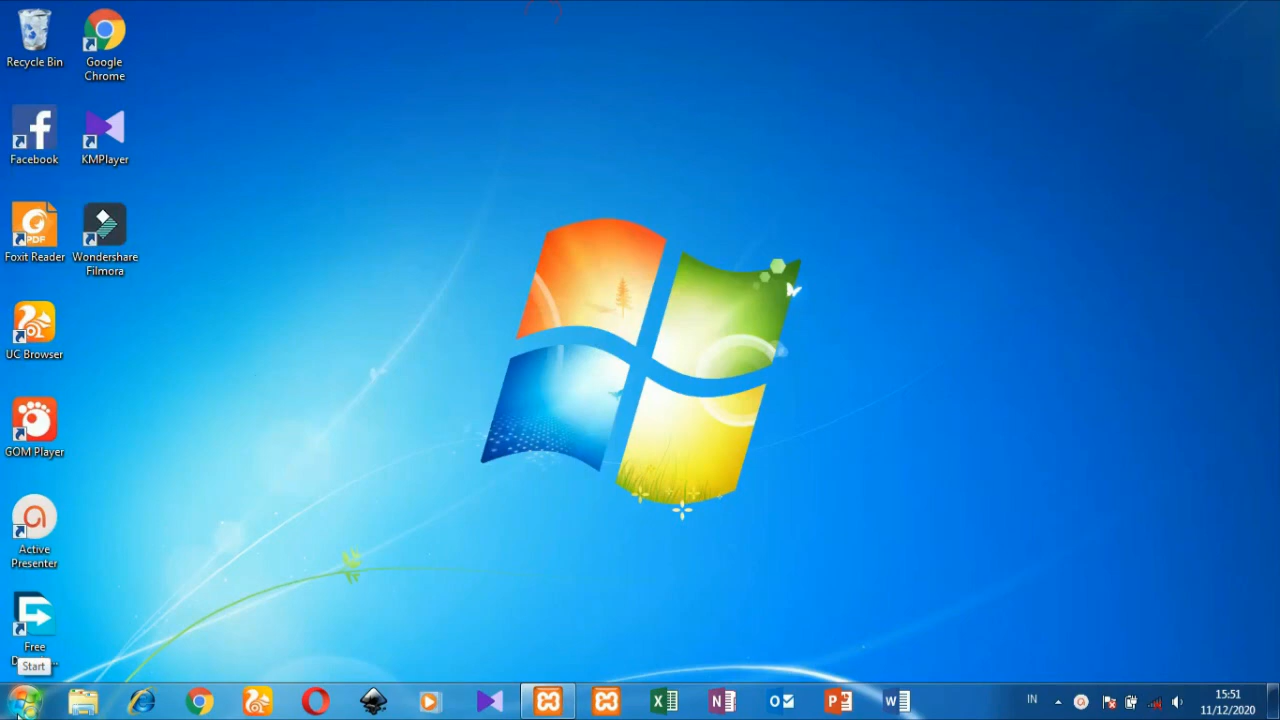 Recycle Bin
Google
Chrome
Facebook
KMPlayer
PDF
Foxit Reader
Wondershare
Filmora
UC Browser
GOM Player
Active
Presenter
Free
Start
IN
15:51
11/12/2020